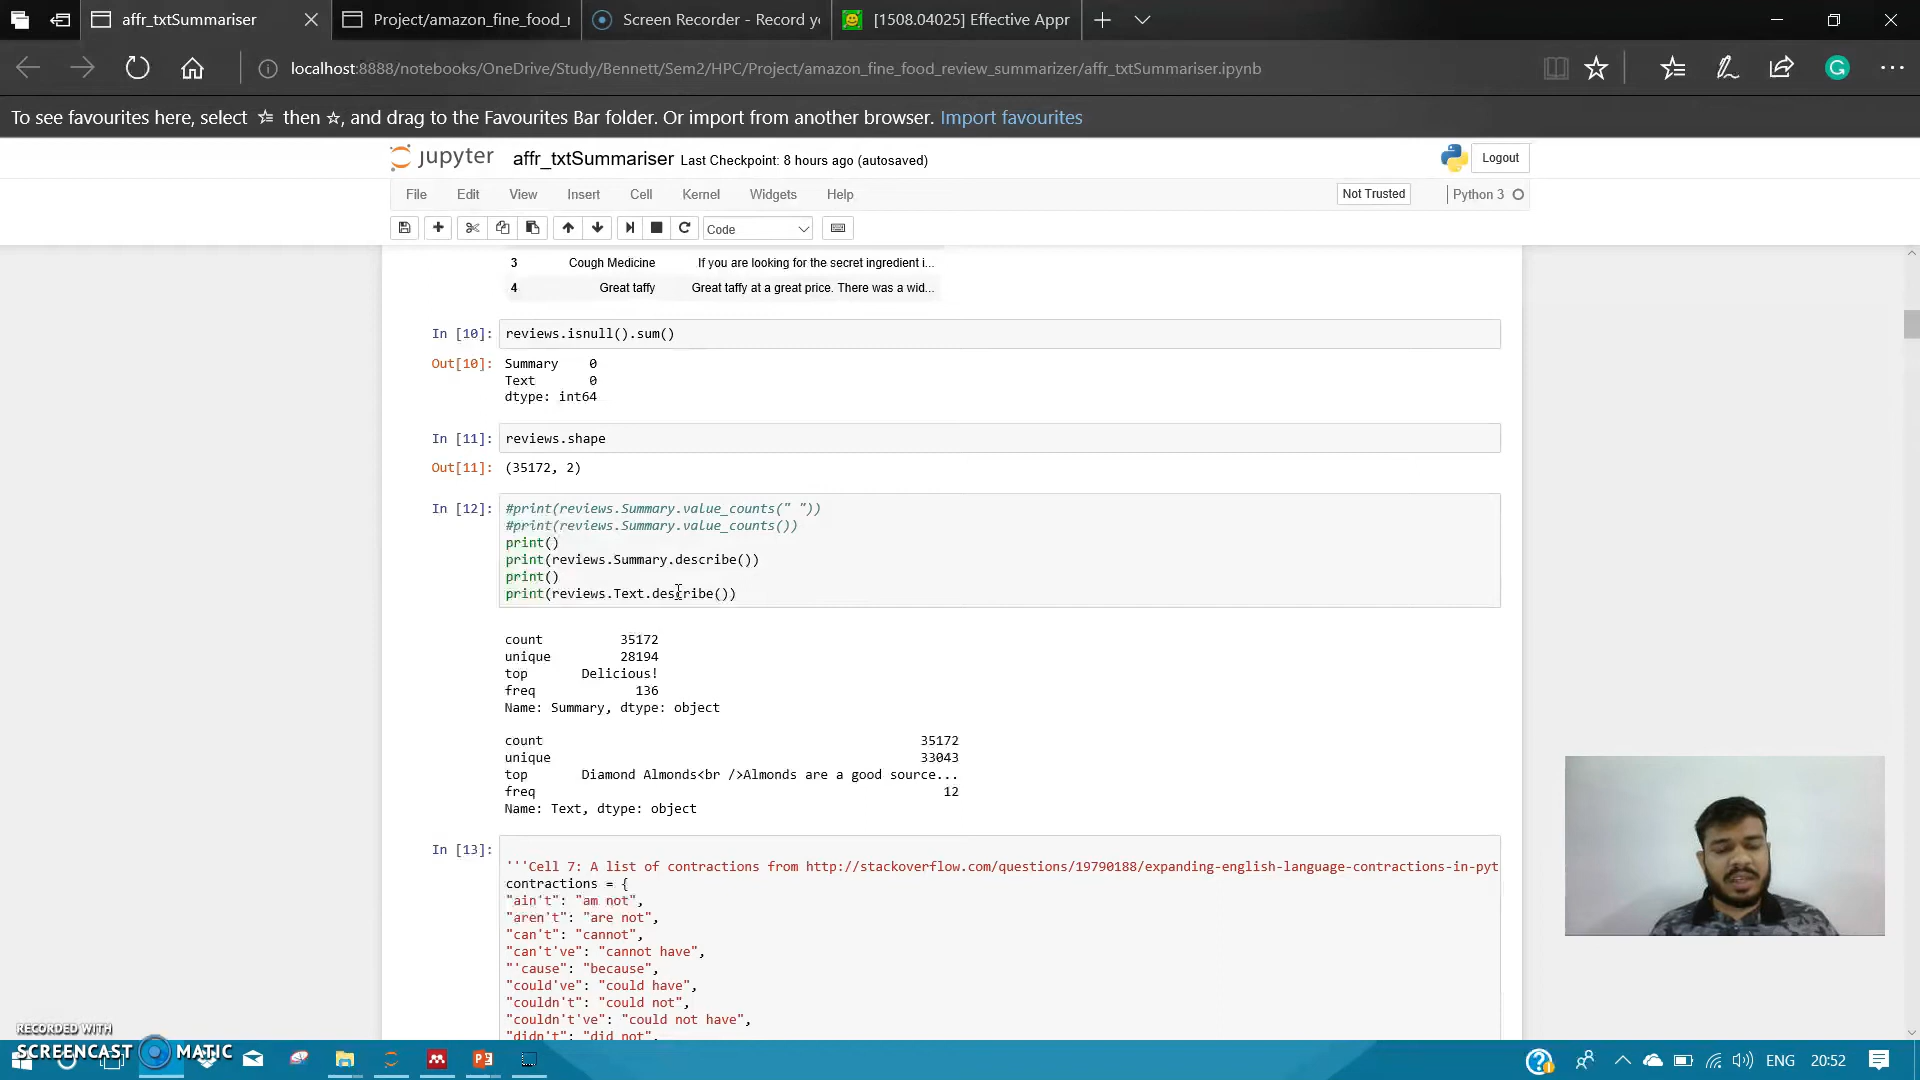 affr_txtSummariser
Project/amazon_fine_food_r
Screen Recorder - Record yo
[1508.04025] Effective Appr
localhost:8888/notebooks/OneDrive/Study/Bennett/Sem2/HPC/Project/amazon_fine_food_review_summarizer/affr_txtSummariser.ipynb
To see favourites here, select then , and drag to the Favourites Bar folder. Or import from another browser. Import favourites
jupyter affr_txtSummariser Last Checkpoint: 8 hours ago (autosaved)
Logout
File Edit View Insert Cell Kernel Widgets Help
Not Trusted
Python 3
Code
3 Cough Medicine If you are looking for the secret ingredient i...
4 Great taffy Great taffy at a great price. There was a wid...
In [10]: reviews.isnull().sum()
Out[10]: Summary 0
Text 0
dtype: int64
In [11]: reviews.shape
Out[11]: (35172, 2)
In [12]: #print(reviews.Summary.value_counts(" "))
#print(reviews.Summary.value_counts())
print()
print(reviews.Summary.describe())
print()
print(reviews.Text.describe())
count 35172
unique 28194
top Delicious!
freq 136
Name: Summary, dtype: object
count 35172
unique 33043
top Diamond Almonds<br />Almonds are a good source...
freq 12
Name: Text, dtype: object
In [13]:
'''Cell 7: A list of contractions from http://stackoverflow.com/questions/19790188/expanding-english-language-contractions-in-pyt
contractions = {
"ain't": "am not",
"aren't": "are not",
"can't": "cannot",
"can't've": "cannot have",
"'cause": "because",
"could've": "could have",
"couldn't": "could not",
"couldn't've": "could not have",
"didn't": "did not",
RECORDED WITH
SCREENCAST MATIC
ENG 20:52